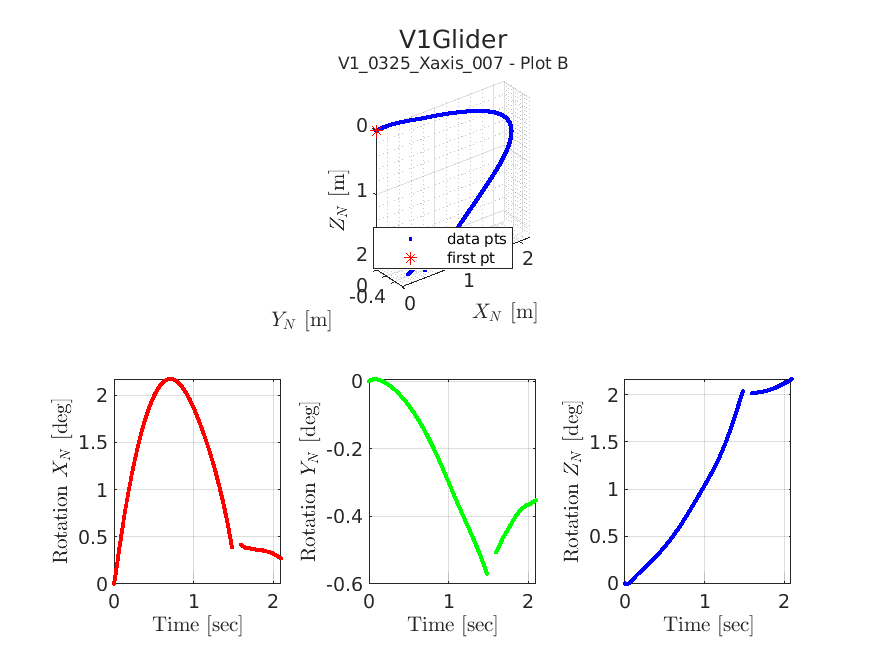 V1Glider
V1_0325_Xaxis_007 - Plot B
0
1
2
Z_N [m]
data pts
first pt
0
-0.4
Y_N [m]
0
1
2
X_N [m]
2
1.5
1
0.5
0
Rotation X_N [deg]
0
1
2
Time [sec]
0
-0.2
-0.4
-0.6
Rotation Y_N [deg]
0
1
2
Time [sec]
2
1.5
1
0.5
0
Rotation Z_N [deg]
0
1
2
Time [sec]